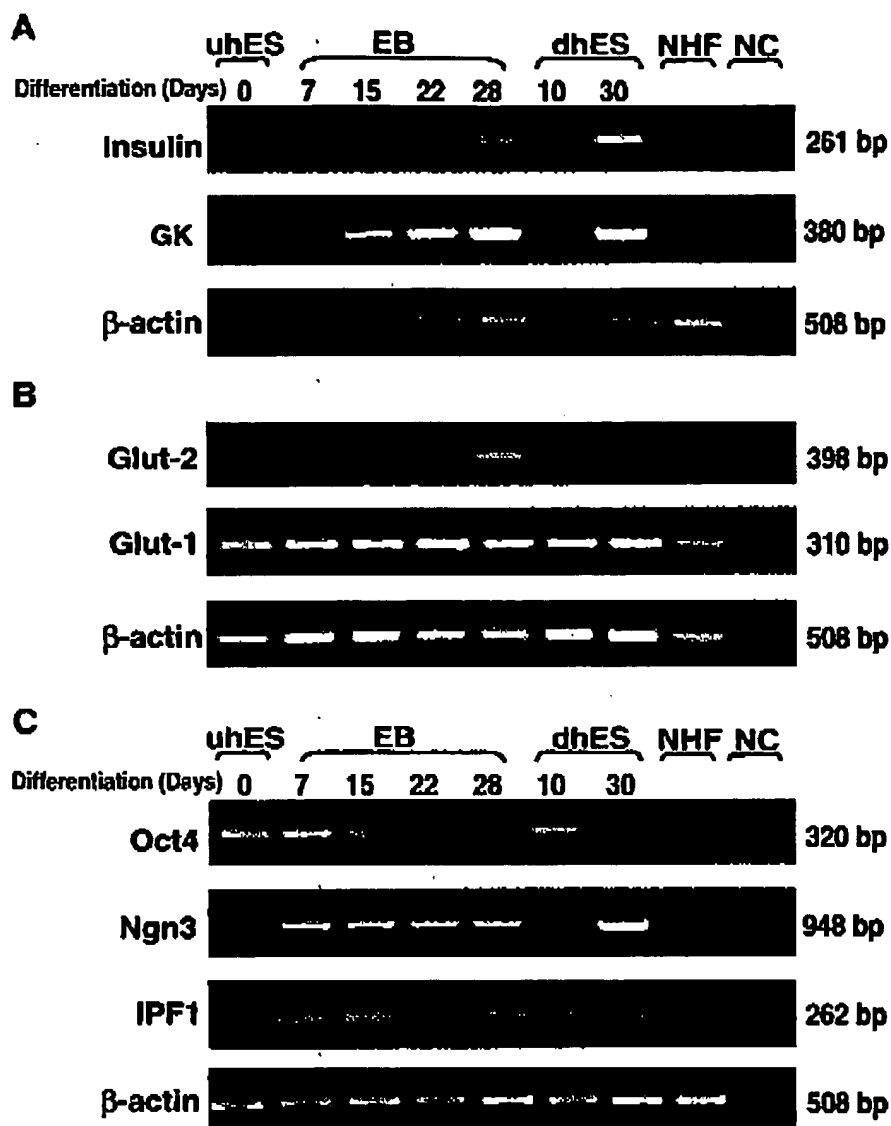 A
uhES EB dhES NHF NC
Differentiation (Days) 0 7 15 22 28 10 30
Insulin 261 bp
GK 380 bp
β-actin 508 bp
B
Glut-2 398 bp
Glut-1 310 bp
β-actin 508 bp
C
uhES EB dhES NHF NC
Differentiation (Days) 0 7 15 22 28 10 30
Oct4 320 bp
Ngn3 948 bp
IPF1 262 bp
β-actin 508 bp